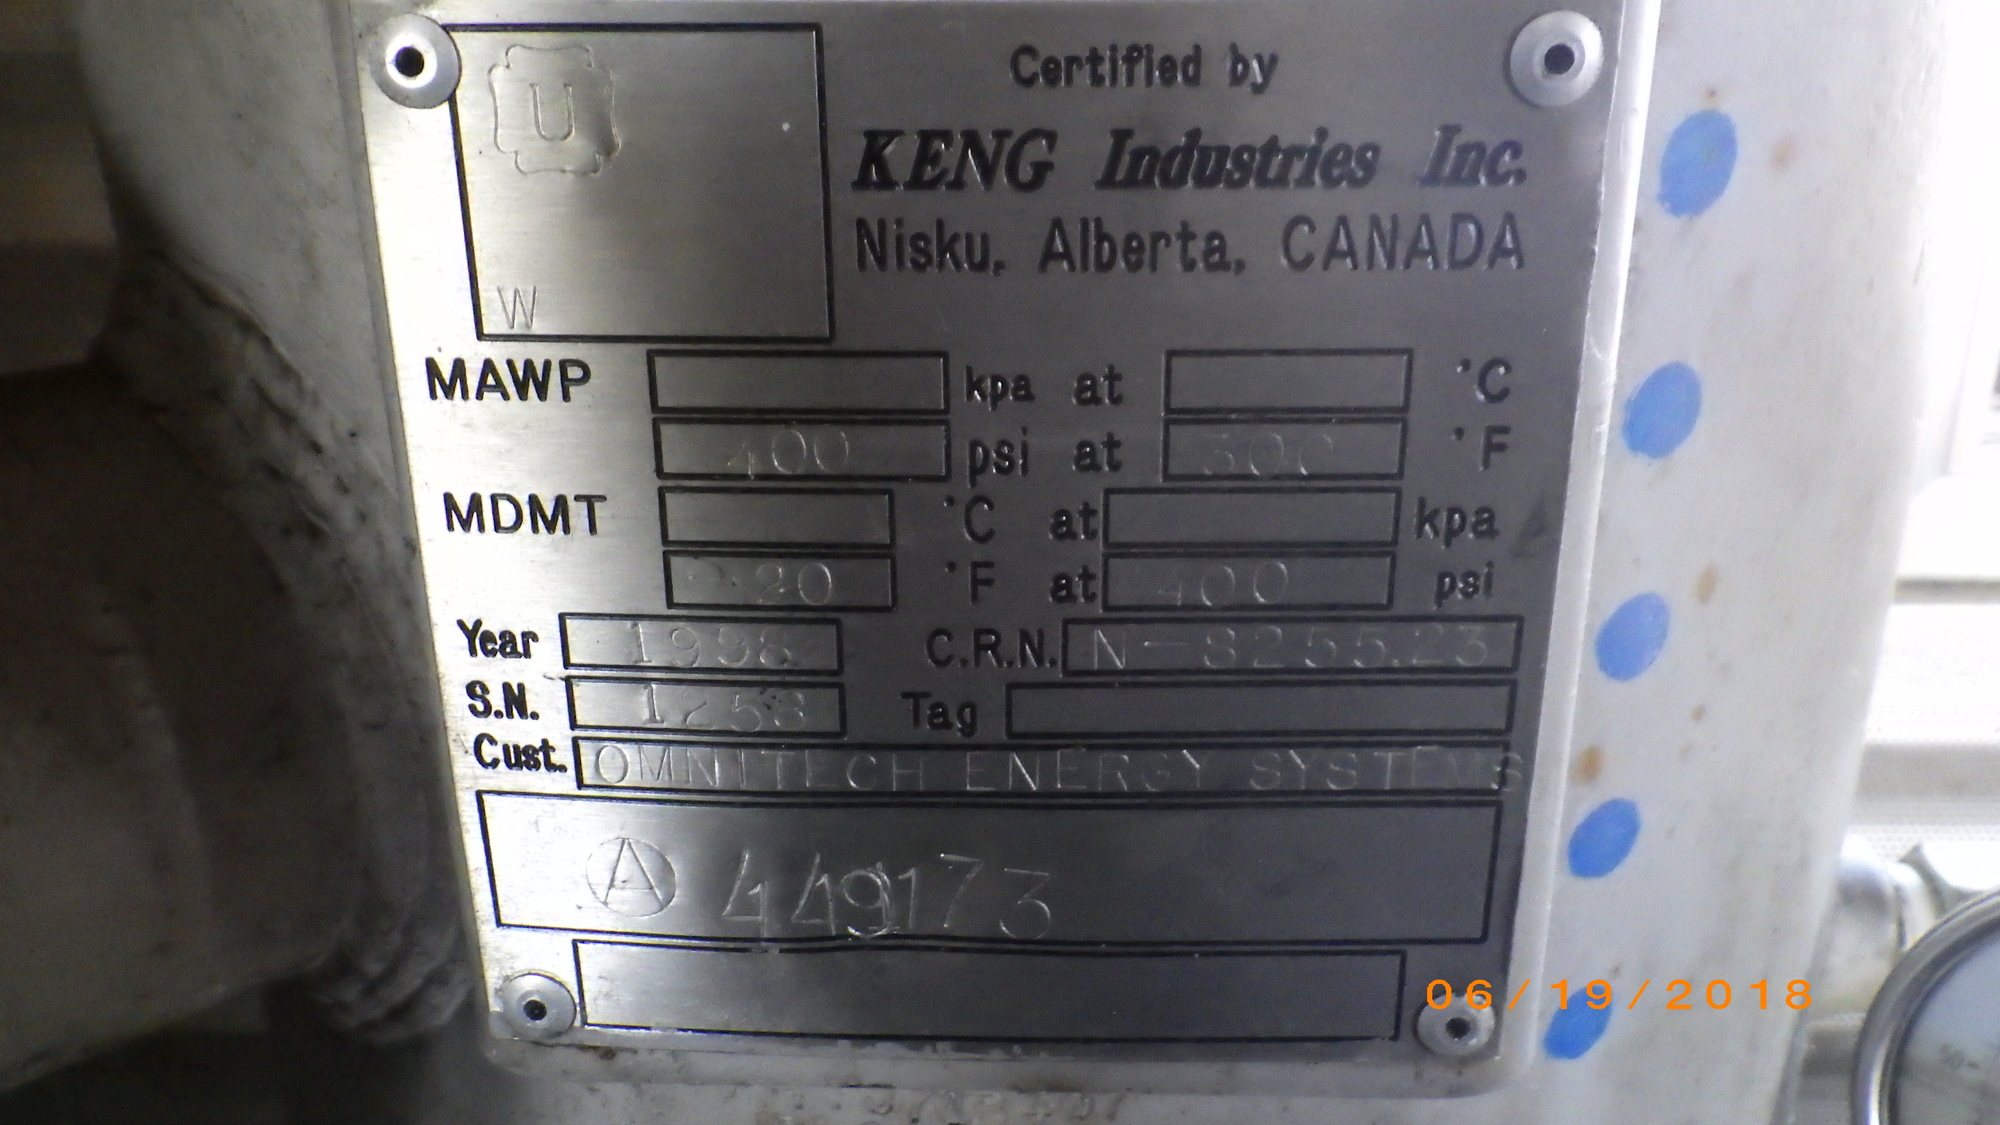 U
W
Certified by
KENG Industries Inc.
Nisku, Alberta, CANADA
MAWP kpa at °C
400 psi at 300 °F
MDMT °C at kpa
-20 °F at 400 psi
Year 1998 C.R.N. N-8255.23
S.N. 1258 Tag
Cust. OMNITECH ENERGY SYSTEMS
A 449173
06/19/2018